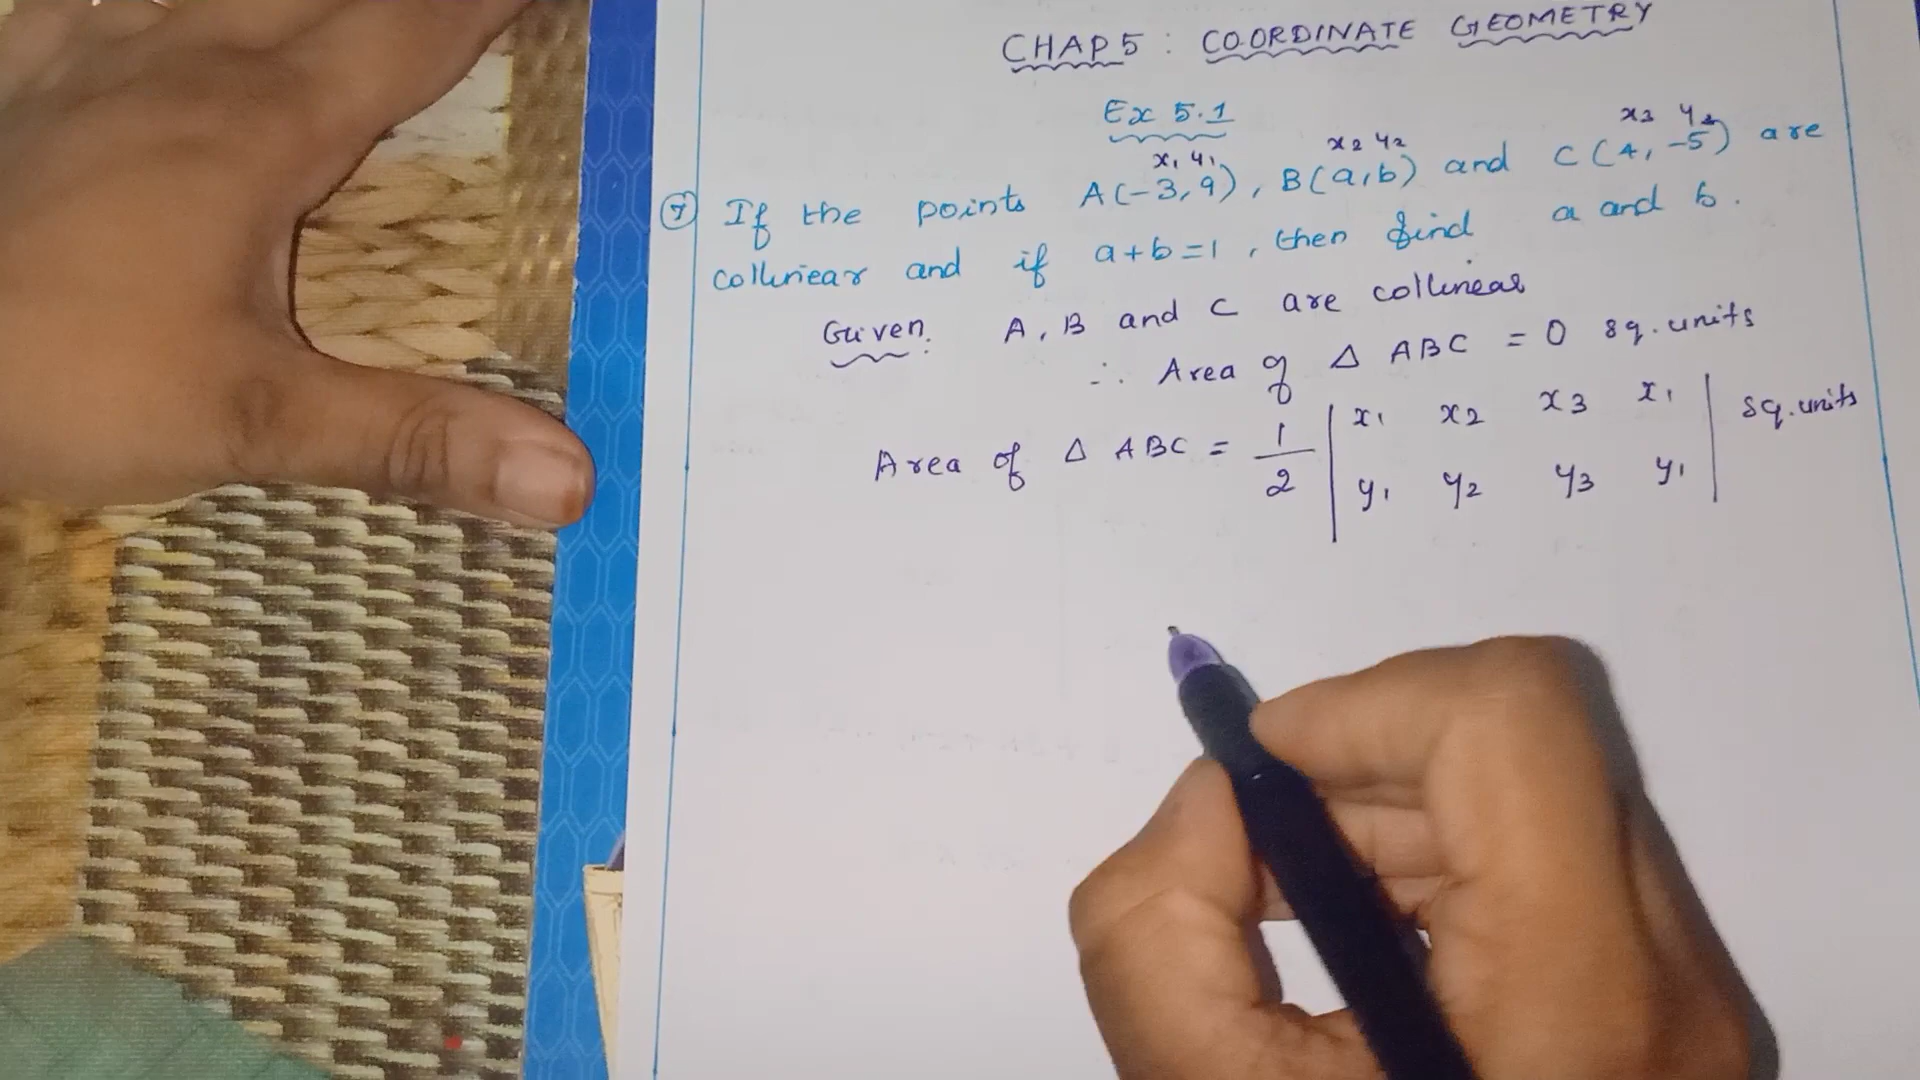 CHAP 5 : COORDINATE GEOMETRY
Ex 5.1
x1 y1 x2 y2 x3 y3
7 If the points A(-3,9), B(a,b) and C(4,-5) are
collinear and if a+b=1, then find a and b.
Given: A, B and C are collinear
∴ Area of Δ ABC = 0 sq.units
Area of Δ ABC = 1/2 | x1 x2 x3 x1 | sq.units
y1 y2 y3 y1